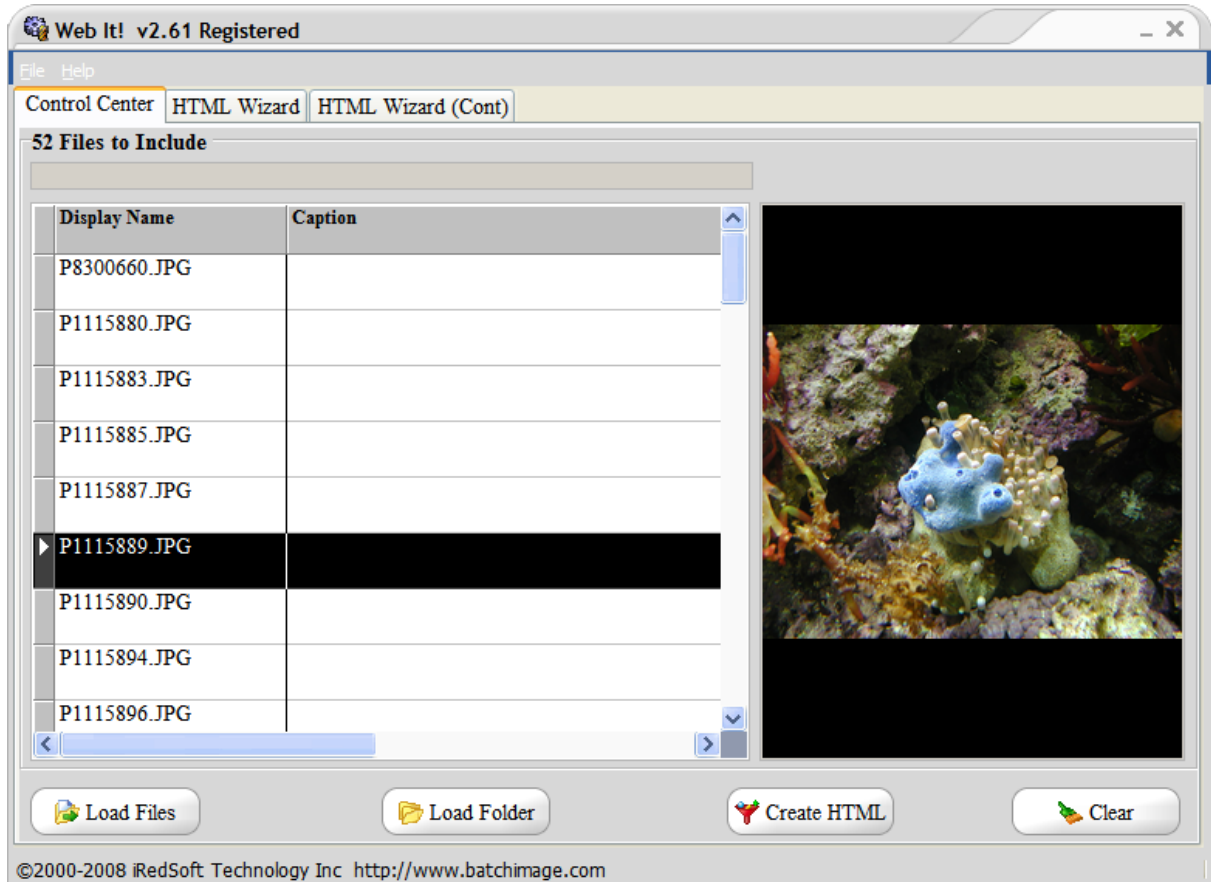 Web It! v2.61 Registered
File Help
Control Center HTML Wizard HTML Wizard (Cont)
52 Files to Include
Display Name Caption
P8300660.JPG
P1115880.JPG
P1115883.JPG
P1115885.JPG
P1115887.JPG
P1115889.JPG
P1115890.JPG
P1115894.JPG
P1115896.JPG
Load Files Load Folder Create HTML Clear
©2000-2008 iRedSoft Technology Inc http://www.batchimage.com